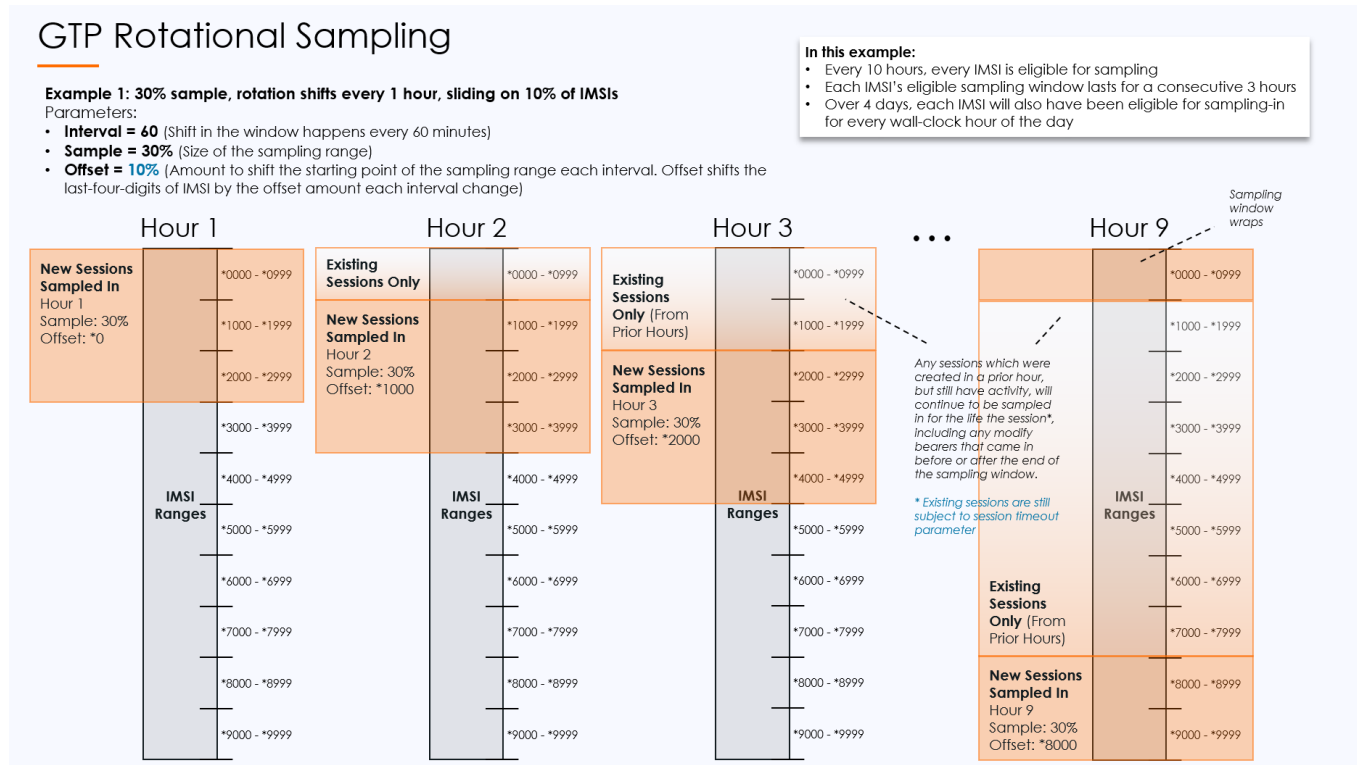 GTP Rotational Sampling
In this example:
• Every 10 hours, every IMSI is eligible for sampling
• Each IMSI's eligible sampling window lasts for a consecutive 3 hours
• Over 4 days, each IMSI will also have been eligible for sampling-in
for every wall-clock hour of the day
Example 1: 30% sample, rotation shifts every 1 hour, sliding on 10% of IMSIs
Parameters:
• Interval = 60 (Shift in the window happens every 60 minutes)
• Sample = 30% (Size of the sampling range)
• Offset = 10% (Amount to shift the starting point of the sampling range each interval. Offset shifts the
last-four-digits of IMSI by the offset amount each interval change)
Hour 1
New Sessions
Sampled In
Hour 1
Sample: 30%
Offset: *0
IMSI
Ranges
*0000 - *0999
*1000 - *1999
*2000 - *2999
*3000 - *3999
*4000 - *4999
*5000 - *5999
*6000 - *6999
*7000 - *7999
*8000 - *8999
*9000 - *9999
Hour 2
Existing
Sessions Only
New Sessions
Sampled In
Hour 2
Sample: 30%
Offset: *1000
IMSI
Ranges
*0000 - *0999
*1000 - *1999
*2000 - *2999
*3000 - *3999
*4000 - *4999
*5000 - *5999
*6000 - *6999
*7000 - *7999
*8000 - *8999
*9000 - *9999
Hour 3
Existing
Sessions
Only (From
Prior Hours)
New Sessions
Sampled In
Hour 3
Sample: 30%
Offset: *2000
IMSI
Ranges
*0000 - *0999
*1000 - *1999
*2000 - *2999
*3000 - *3999
*4000 - *4999
*5000 - *5999
*6000 - *6999
*7000 - *7999
*8000 - *8999
*9000 - *9999
...
Any sessions which were
created in a prior hour,
but still have activity, will
continue to be sampled
in for the life the session*,
including any modify
bearers that came in
before or after the end of
the sampling window.
* Existing sessions are still
subject to session timeout
parameter
Hour 9
Sampling
window
wraps
Existing
Sessions
Only (From
Prior Hours)
New Sessions
Sampled In
Hour 9
Sample: 30%
Offset: *8000
IMSI
Ranges
*0000 - *0999
*1000 - *1999
*2000 - *2999
*3000 - *3999
*4000 - *4999
*5000 - *5999
*6000 - *6999
*7000 - *7999
*8000 - *8999
*9000 - *9999